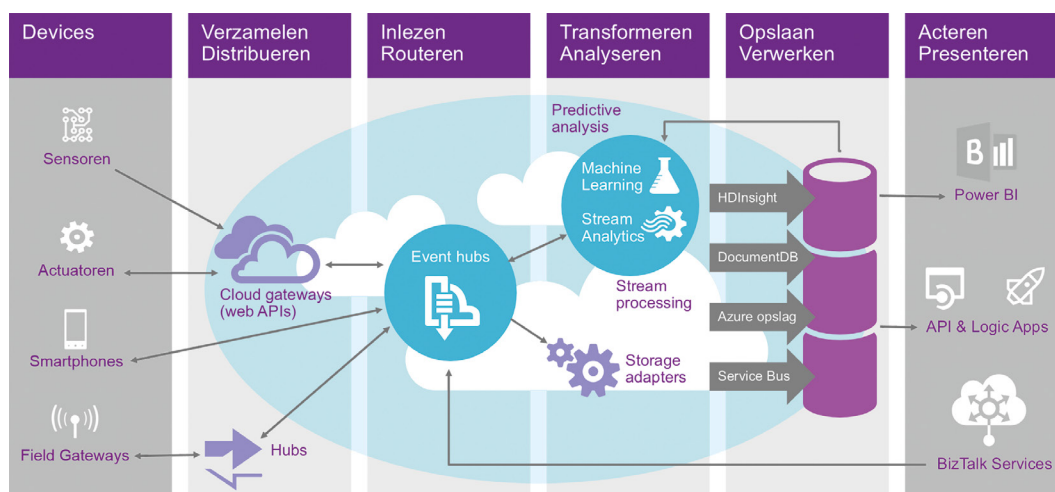 Devices
Verzamelen
Distribueren
Inlezen
Routeren
Transformeren
Analyseren
Opslaan
Verwerken
Acteren
Presenteren
Sensoren
Actuatoren
Smartphones
Field Gateways
Cloud gateways
(web APIs)
Hubs
Event hubs
Predictive
analysis
Machine
Learning
Stream
Analytics
Stream
processing
Storage
adapters
HDInsight
DocumentDB
Azure opslag
Service Bus
B
Power BI
API & Logic Apps
BizTalk Services